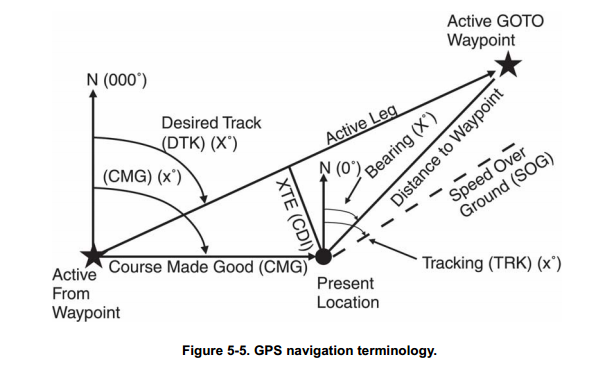 Active GOTO
Waypoint
N (000°)
Desired Track
(DTK) (X°)
Active Leg
(CMG) (x°)
N (0°)
Bearing (X°)
Distance to Waypoint
XTE (CDI)
Speed Over
Ground (SOG)
Course Made Good (CMG)
Tracking (TRK) (x°)
Active
From
Waypoint
Present
Location
Figure 5-5. GPS navigation terminology.